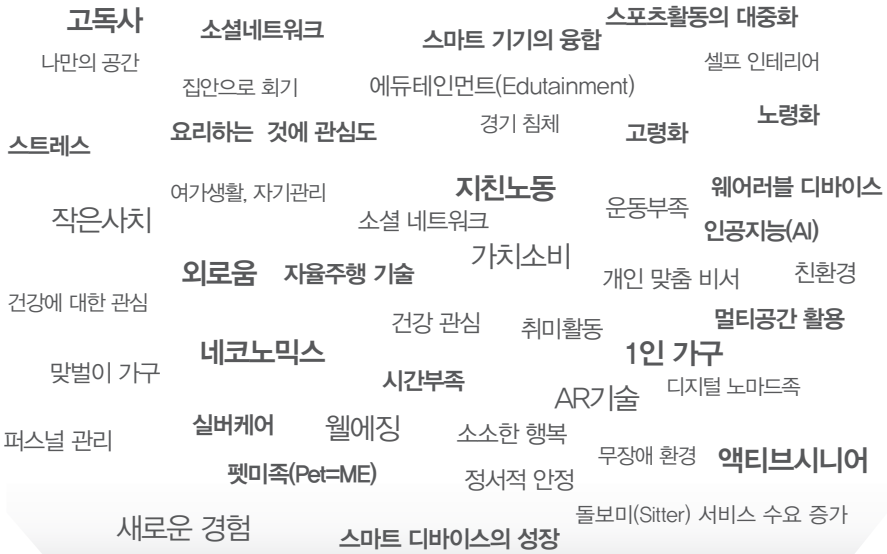 고독사
소셜네트워크
스마트 기기의 융합
스포츠활동의 대중화
나만의 공간
셀프 인테리어
집안으로 회기
에듀테인먼트(Edutainment)
스트레스
요리하는 것에 관심도
경기 침체
고령화
노령화
여가생활, 자기관리
지친노동
웨어러블 디바이스
작은사치
소셜 네트워크
운동부족
인공지능(AI)
가치소비
외로움
자율주행 기술
개인 맞춤 비서
친환경
건강에 대한 관심
건강 관심
취미활동
멀티공간 활용
네코노믹스
1인 가구
맞벌이 가구
시간부족
AR기술
디지털 노마드족
퍼스널 관리
실버케어
웰에징
소소한 행복
무장애 환경
액티브시니어
펫미족(Pet=ME)
정서적 안정
새로운 경험
스마트 디바이스의 성장
돌보미(Sitter) 서비스 수요 증가